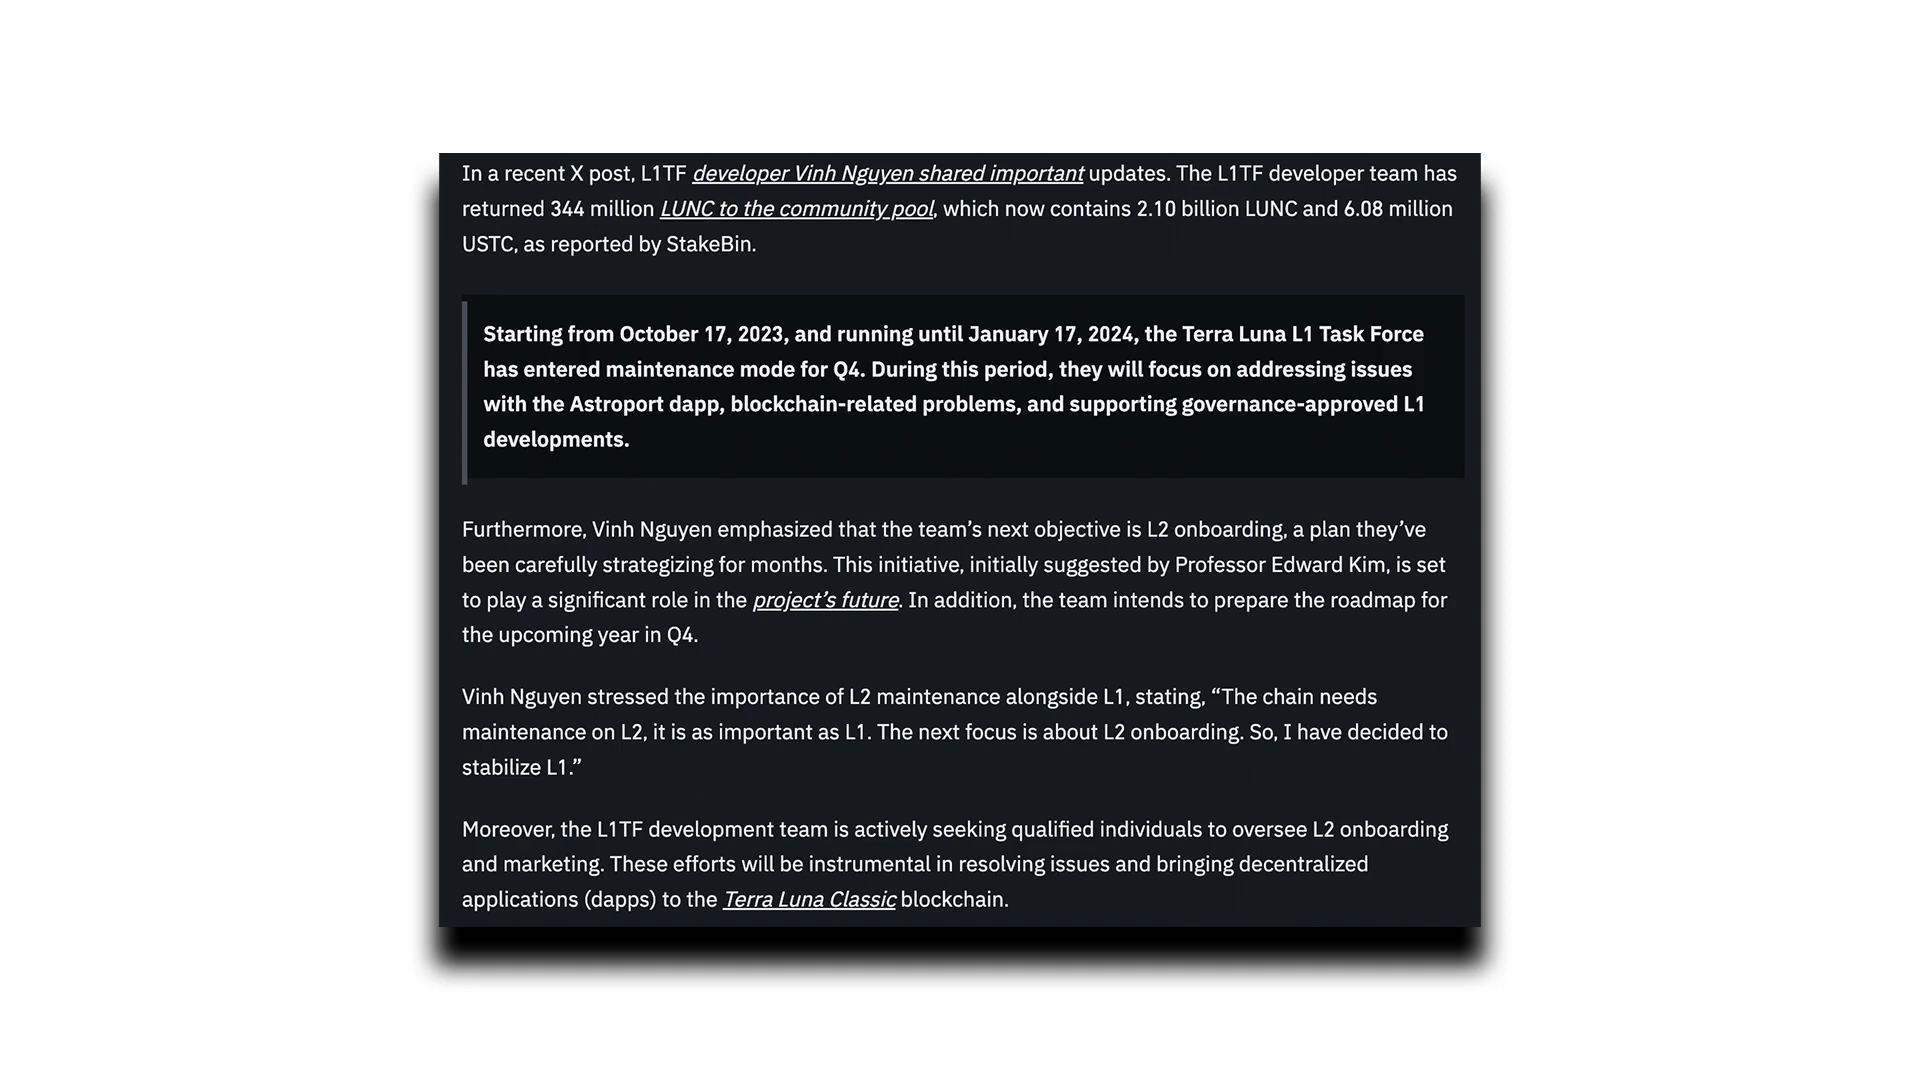 In a recent X post, L1TF developer Vinh Nguyen shared important updates. The L1TF developer team has
returned 344 million LUNC to the community pool, which now contains 2.10 billion LUNC and 6.08 million
USTC, as reported by StakeBin.
Starting from October 17, 2023, and running until January 17, 2024, the Terra Luna L1 Task Force
has entered maintenance mode for Q4. During this period, they will focus on addressing issues
with the Astroport dapp, blockchain-related problems, and supporting governance-approved L1
developments.
Furthermore, Vinh Nguyen emphasized that the team’s next objective is L2 onboarding, a plan they’ve
been carefully strategizing for months. This initiative, initially suggested by Professor Edward Kim, is set
to play a significant role in the project’s future. In addition, the team intends to prepare the roadmap for
the upcoming year in Q4.
Vinh Nguyen stressed the importance of L2 maintenance alongside L1, stating, “The chain needs
maintenance on L2, it is as important as L1. The next focus is about L2 onboarding. So, I have decided to
stabilize L1.”
Moreover, the L1TF development team is actively seeking qualified individuals to oversee L2 onboarding
and marketing. These efforts will be instrumental in resolving issues and bringing decentralized
applications (dapps) to the Terra Luna Classic blockchain.